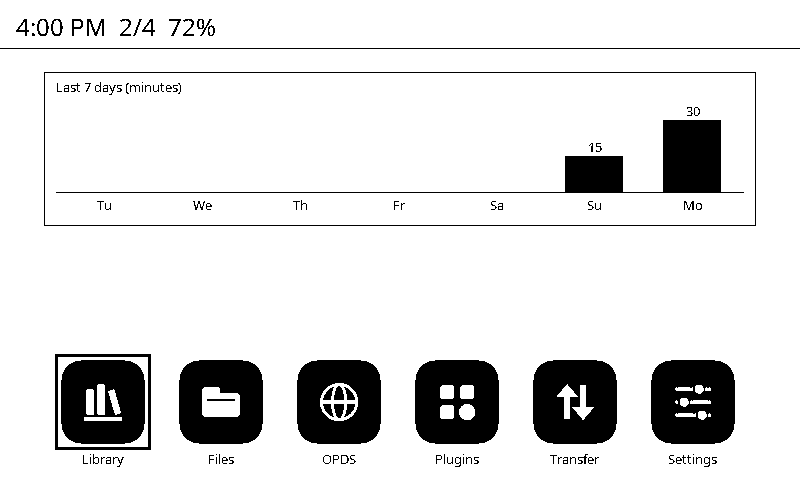 4:00 PM 2/4 72%
Last 7 days (minutes)
30
15
Tu We Th Fr Sa Su Mo
Library Files OPDS Plugins Transfer Settings